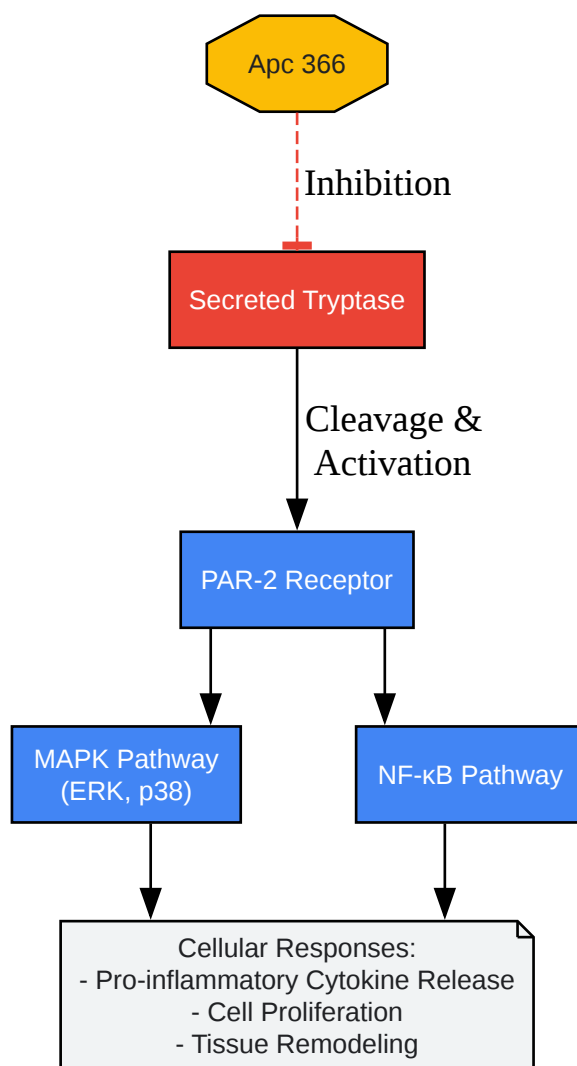 Apc 366
Inhibition
Secreted Tryptase
Cleavage &
Activation
PAR-2 Receptor
MAPK Pathway
(ERK, p38)
NF-κB Pathway
Cellular Responses:
- Pro-inflammatory Cytokine Release
- Cell Proliferation
- Tissue Remodeling